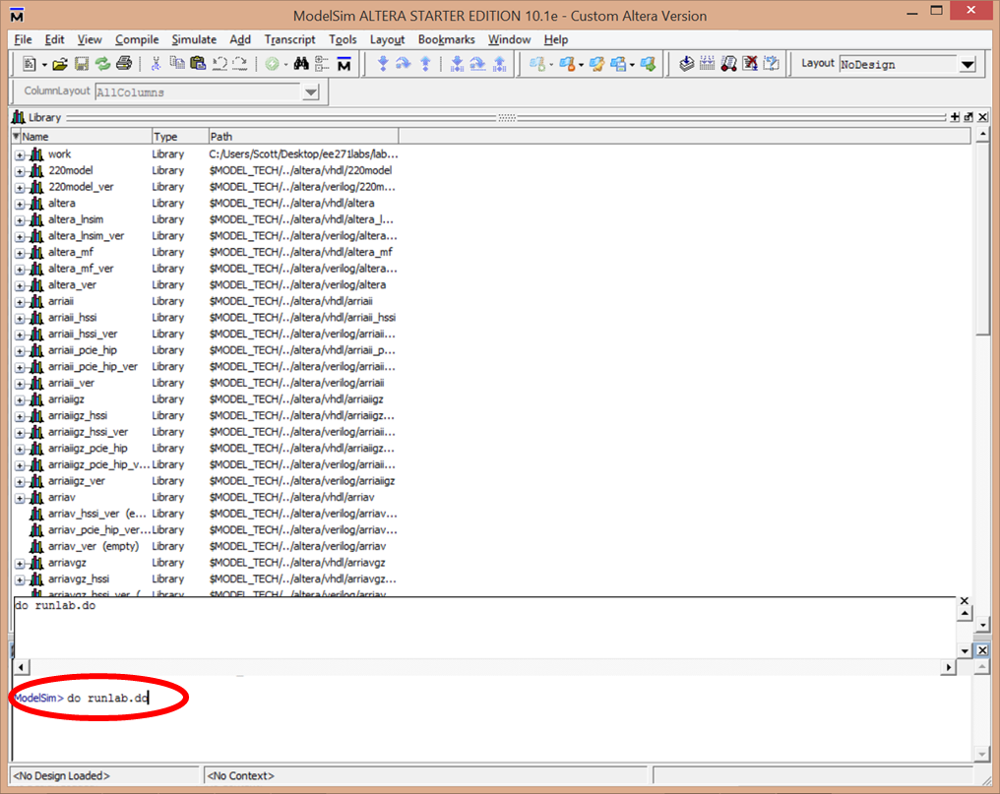 ModelSim ALTERA STARTER EDITION 10.1e - Custom Altera Version
File Edit View Compile Simulate Add Transcript Tools Layout Bookmarks Window Help
Layout NoDesign
ColumnLayout AllColumns
Library
Name Type Path
work Library C:/Users/Scott/Desktop/ee271labs/lab...
220model Library $MODEL_TECH/../altera/vhdl/220model
220model_ver Library $MODEL_TECH/../altera/verilog/220m...
altera Library $MODEL_TECH/../altera/vhdl/altera
altera_lnsim Library $MODEL_TECH/../altera/vhdl/altera_l...
altera_lnsim_ver Library $MODEL_TECH/../altera/verilog/altera...
altera_mf Library $MODEL_TECH/../altera/vhdl/altera_mf
altera_mf_ver Library $MODEL_TECH/../altera/verilog/altera...
altera_ver Library $MODEL_TECH/../altera/verilog/altera
arriaii Library $MODEL_TECH/../altera/vhdl/arriaii
arriaii_hssi Library $MODEL_TECH/../altera/vhdl/arriaii_hssi
arriaii_hssi_ver Library $MODEL_TECH/../altera/verilog/arriaii...
arriaii_pcie_hip Library $MODEL_TECH/../altera/vhdl/arriaii_p...
arriaii_pcie_hip_ver Library $MODEL_TECH/../altera/verilog/arriaii...
arriaii_ver Library $MODEL_TECH/../altera/verilog/arriaii
arriaiigz Library $MODEL_TECH/../altera/vhdl/arriaiigz
arriaiigz_hssi Library $MODEL_TECH/../altera/vhdl/arriaiigz...
arriaiigz_hssi_ver Library $MODEL_TECH/../altera/verilog/arriaii...
arriaiigz_pcie_hip Library $MODEL_TECH/../altera/vhdl/arriaiigz...
arriaiigz_pcie_hip_v... Library $MODEL_TECH/../altera/verilog/arriaii...
arriaiigz_ver Library $MODEL_TECH/../altera/verilog/arriaiigz
arriav Library $MODEL_TECH/../altera/vhdl/arriav
arriav_hssi_ver (e... Library $MODEL_TECH/../altera/verilog/arriav...
arriav_pcie_hip_ver... Library $MODEL_TECH/../altera/verilog/arriav...
arriav_ver (empty) Library $MODEL_TECH/../altera/verilog/arriav
arriavgz Library $MODEL_TECH/../altera/vhdl/arriavgz
arriavgz_hssi Library $MODEL_TECH/../altera/vhdl/arriavgz...
arriavgz_hssi_ver (... Library $MODEL_TECH/../altera/verilog/arriav...
do runlab.do
ModelSim> do runlab.do
<No Design Loaded> <No Context>